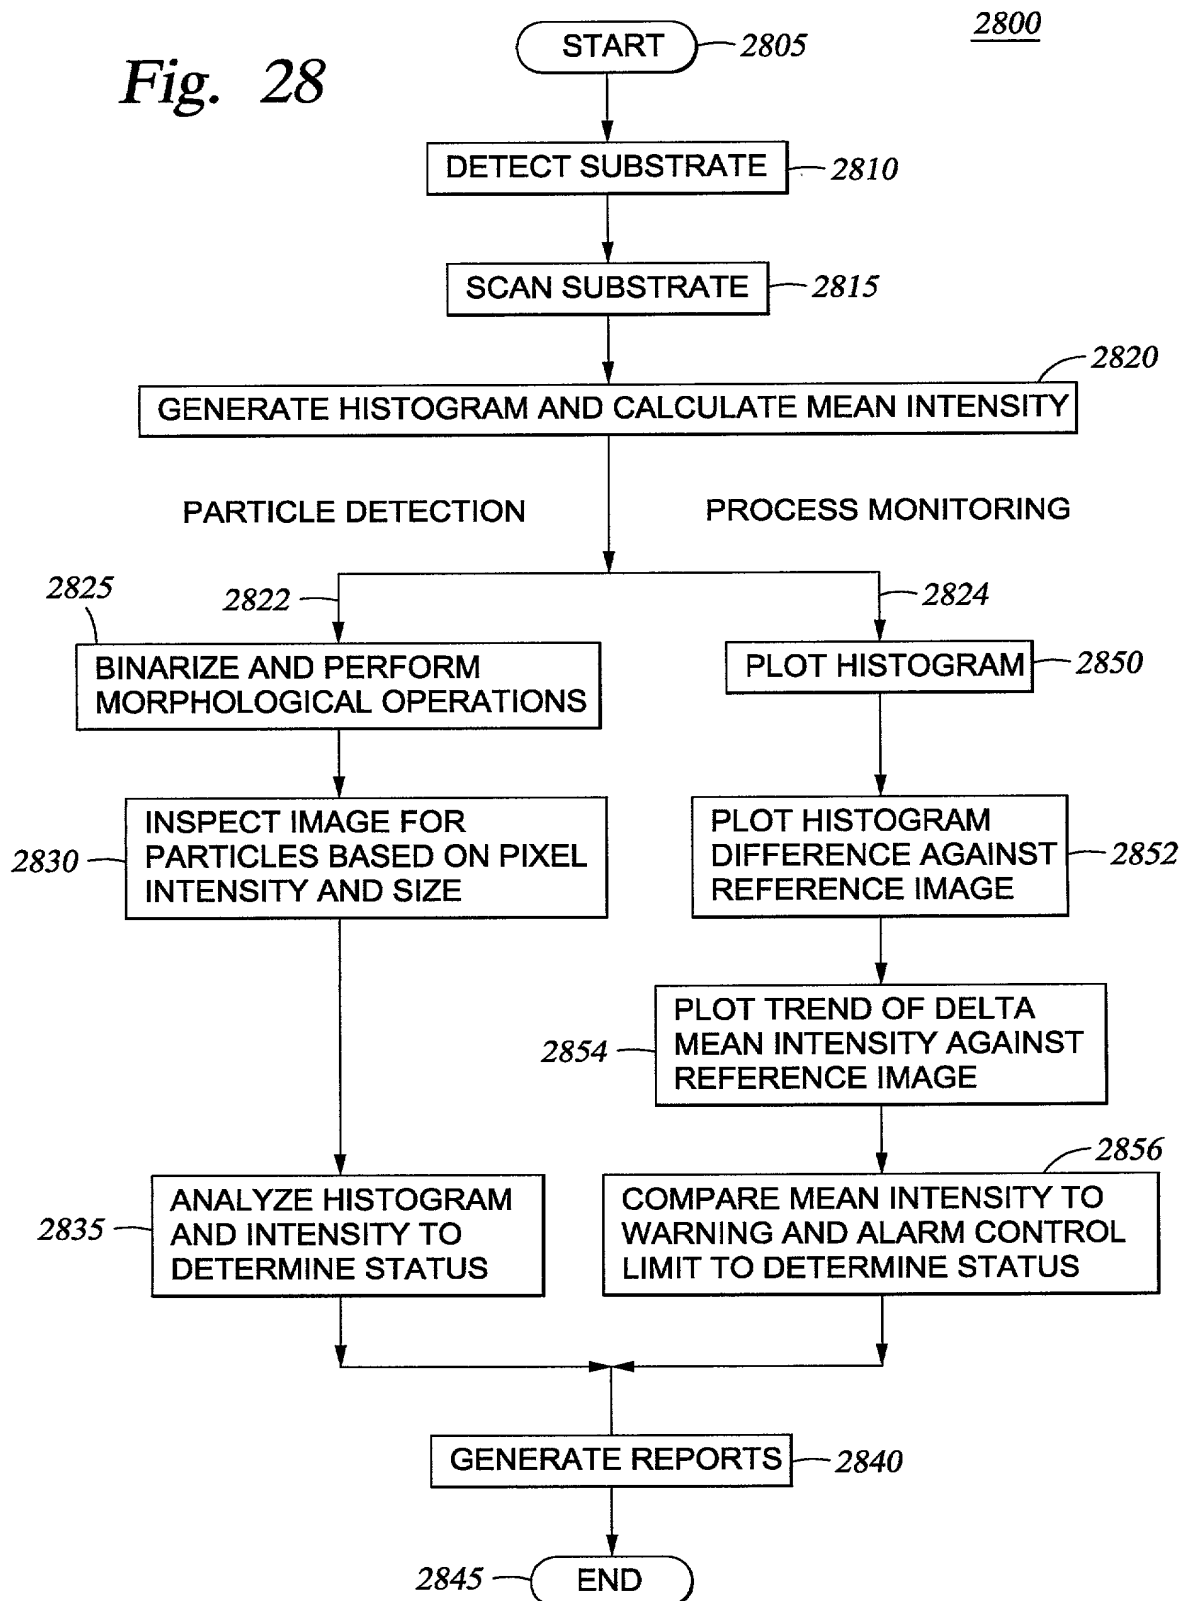 2800
Fig. 28
START
2805
DETECT SUBSTRATE
2810
SCAN SUBSTRATE
2815
2820
GENERATE HISTOGRAM AND CALCULATE MEAN INTENSITY
PARTICLE DETECTION
PROCESS MONITORING
2822
2824
2825
BINARIZE AND PERFORM
MORPHOLOGICAL OPERATIONS
PLOT HISTOGRAM
2850
2830
INSPECT IMAGE FOR
PARTICLES BASED ON PIXEL
INTENSITY AND SIZE
PLOT HISTOGRAM
DIFFERENCE AGAINST
REFERENCE IMAGE
2852
2854
PLOT TREND OF DELTA
MEAN INTENSITY AGAINST
REFERENCE IMAGE
2835
ANALYZE HISTOGRAM
AND INTENSITY TO
DETERMINE STATUS
2856
COMPARE MEAN INTENSITY TO
WARNING AND ALARM CONTROL
LIMIT TO DETERMINE STATUS
GENERATE REPORTS
2840
2845
END